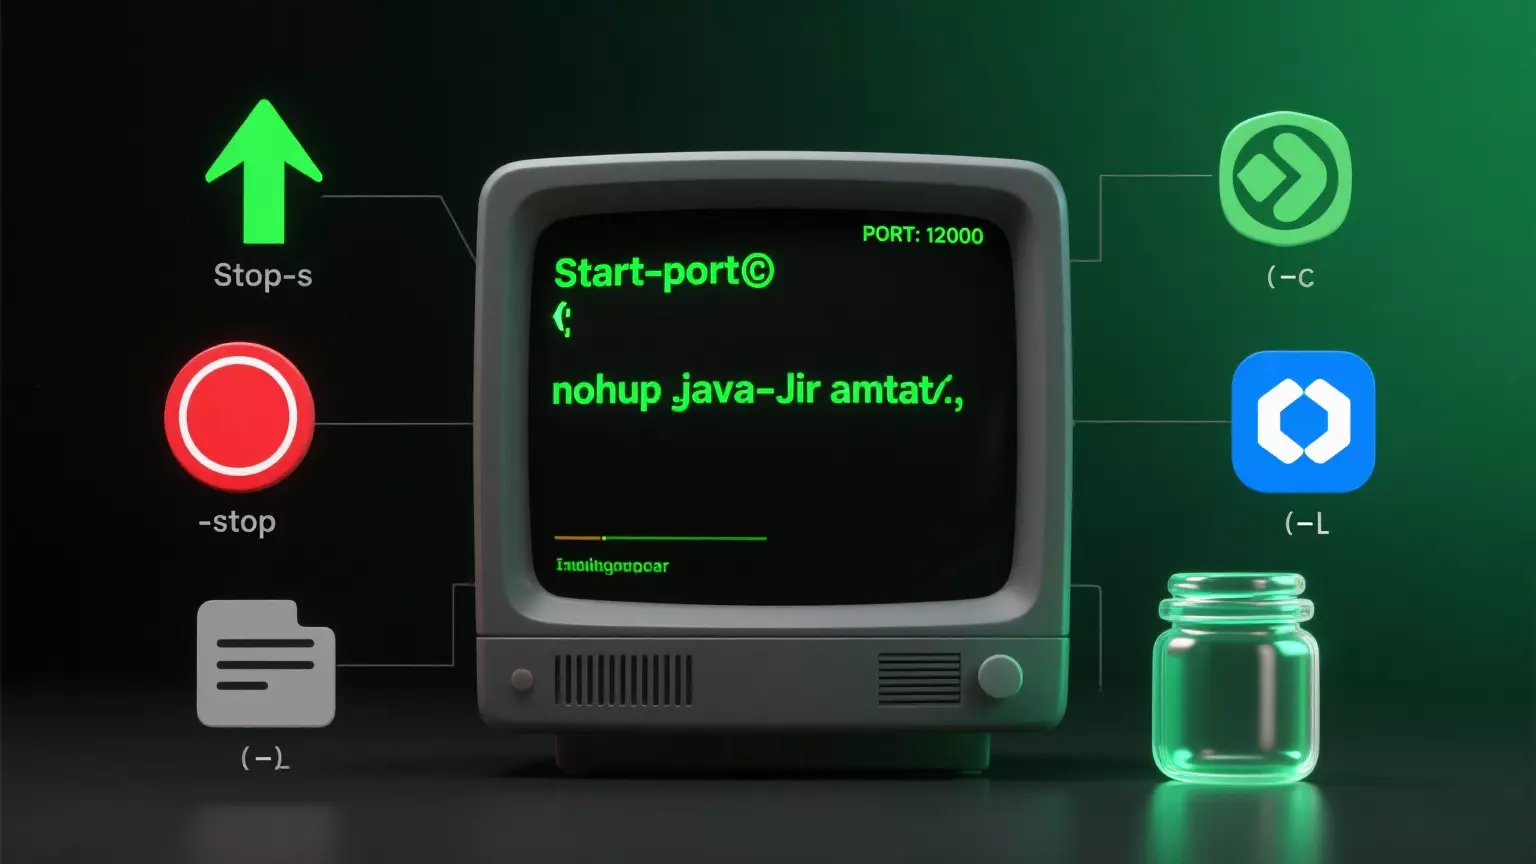 PORT: 12000
Start-port©
nohup java-Jir amtat/.,
Stop-s
-stop
(-)_
(-C
(-L